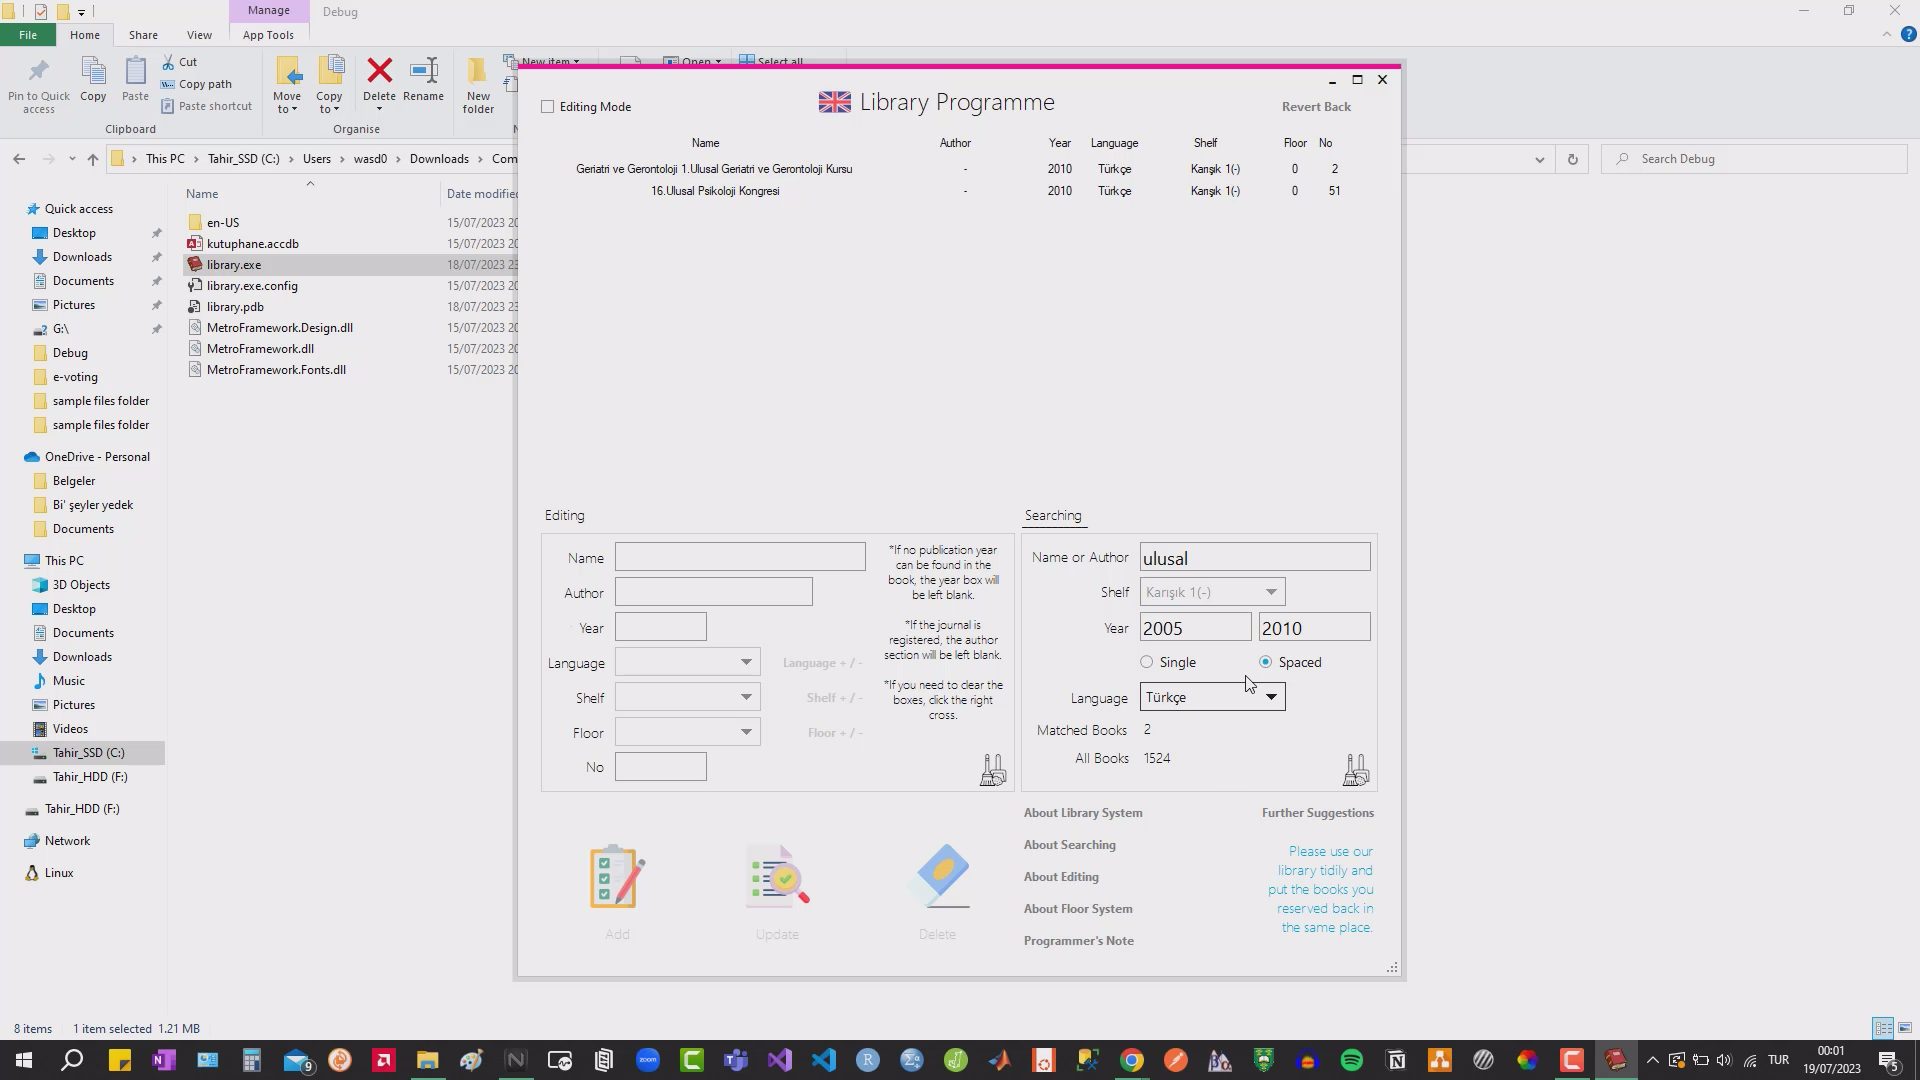 Manage
Debug
File
Home
Share
View
App Tools
Pin to Quick
access
Copy
Paste
Cut
Copy path
Paste shortcut
Clipboard
Move
to
Copy
to
Delete
Rename
Organise
New
folder
New item
Open
Select all
This PC
Tahir_SSD (C:)
Users
wasd0
Downloads
Com
Search Debug
Quick access
Desktop
Downloads
Documents
Pictures
G:\
Debug
e-voting
sample files folder
sample files folder
OneDrive - Personal
Belgeler
Bi' şeyler yedek
Documents
This PC
3D Objects
Desktop
Documents
Downloads
Music
Pictures
Videos
Tahir_SSD (C:)
Tahir_HDD (F:)
Tahir_HDD (F:)
Network
Linux
Name Date modified
en-US 15/07/2023 20
kutuphane.accdb 15/07/2023 20
library.exe 18/07/2023 23
library.exe.config 15/07/2023 20
library.pdb 18/07/2023 23
MetroFramework.Design.dll 15/07/2023 20
MetroFramework.dll 15/07/2023 20
MetroFramework.Fonts.dll 15/07/2023 20
Editing Mode
Library Programme
Revert Back
Name Author Year Language Shelf Floor No
Geriatri ve Gerontoloji 1.Ulusal Geriatri ve Gerontoloji Kursu - 2010 Türkçe Karışık 1(-) 0 2
16.Ulusal Psikoloji Kongresi - 2010 Türkçe Karışık 1(-) 0 51
Editing
Name
Author
Year
Language Language + / -
Shelf Shelf + / -
Floor Floor + / -
No
*If no publication year
can be found in the
book, the year box will
be left blank.
*If the journal is
registered, the author
section will be left blank.
*If you need to clear the
boxes, click the right
cross.
Searching
Name or Author ulusal
Shelf Karışık 1(-)
Year 2005 2010
Single Spaced
Language Türkçe
Matched Books 2
All Books 1524
Add
Update
Delete
About Library System
About Searching
About Editing
About Floor System
Programmer's Note
Further Suggestions
Please use our
library tidily and
put the books you
reserved back in
the same place.
8 items 1 item selected 1.21 MB
9
zoom
TUR
00:01
19/07/2023
5